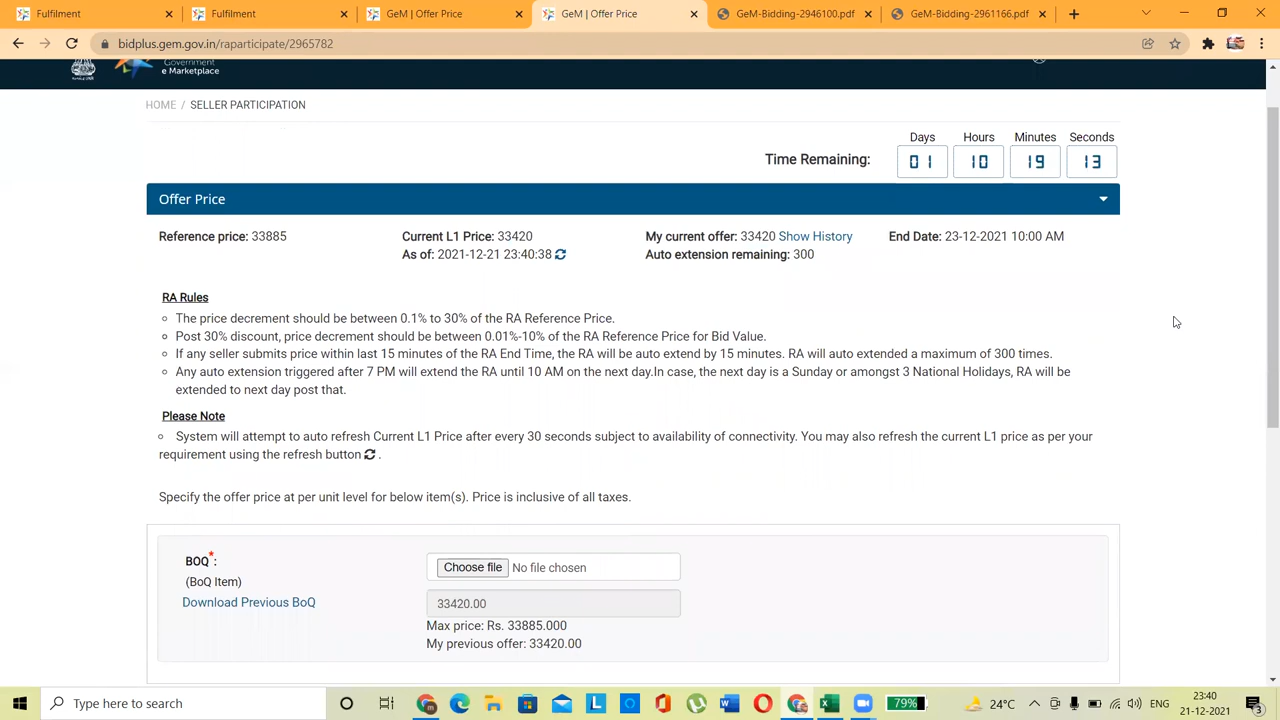 Fulfilment
Fulfilment
GeM | Offer Price
GeM | Offer Price
GeM-Bidding-2946100.pdf
GeM-Bidding-2961166.pdf
bidplus.gem.gov.in/raparticipate/2965782
Government
e Marketplace
HOME / SELLER PARTICIPATION
Days Hours Minutes Seconds
Time Remaining: 01 10 19 13
Offer Price
Reference price: 33885 Current L1 Price: 33420 My current offer: 33420 Show History End Date: 23-12-2021 10:00 AM
As of: 2021-12-21 23:40:38 Auto extension remaining: 300
RA Rules
The price decrement should be between 0.1% to 30% of the RA Reference Price.
Post 30% discount, price decrement should be between 0.01%-10% of the RA Reference Price for Bid Value.
If any seller submits price within last 15 minutes of the RA End Time, the RA will be auto extend by 15 minutes. RA will auto extended a maximum of 300 times.
Any auto extension triggered after 7 PM will extend the RA until 10 AM on the next day.In case, the next day is a Sunday or amongst 3 National Holidays, RA will be
extended to next day post that.
Please Note
System will attempt to auto refresh Current L1 Price after every 30 seconds subject to availability of connectivity. You may also refresh the current L1 price as per your
requirement using the refresh button .
Specify the offer price at per unit level for below item(s). Price is inclusive of all taxes.
BOQ*: Choose file No file chosen
(BoQ Item)
Download Previous BoQ 33420.00
Max price: Rs. 33885.000
My previous offer: 33420.00
Type here to search
79%
24°C
ENG
23:40
21-12-2021
3